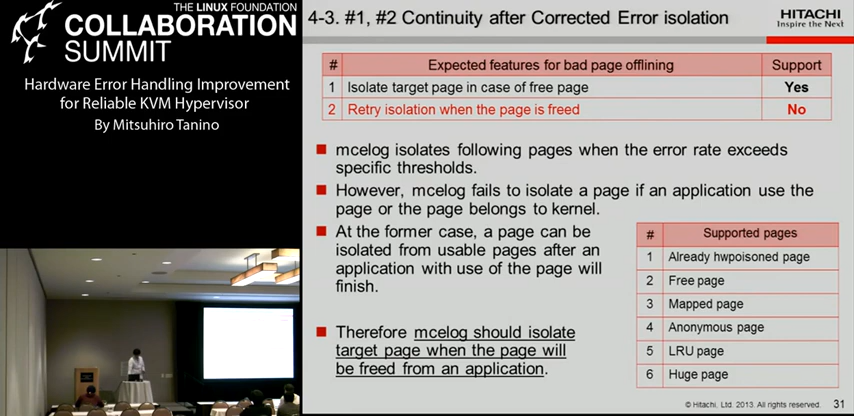 THE LINUX FOUNDATION
COLLABORATION
SUMMIT
Hardware Error Handling Improvement
for Reliable KVM Hypervisor
By Mitsuhiro Tanino
4-3. #1, #2 Continuity after Corrected Error isolation
HITACHI
Inspire the Next
# Expected features for bad page offlining Support
1 Isolate target page in case of free page Yes
2 Retry isolation when the page is freed No
mcelog isolates following pages when the error rate exceeds
specific thresholds.
However, mcelog fails to isolate a page if an application use the
page or the page belongs to kernel.
At the former case, a page can be
isolated from usable pages after an
application with use of the page will
finish.
Therefore mcelog should isolate
target page when the page will
be freed from an application.
# Supported pages
1 Already hwpoisoned page
2 Free page
3 Mapped page
4 Anonymous page
5 LRU page
6 Huge page
© Hitachi, Ltd. 2013. All rights reserved. 31